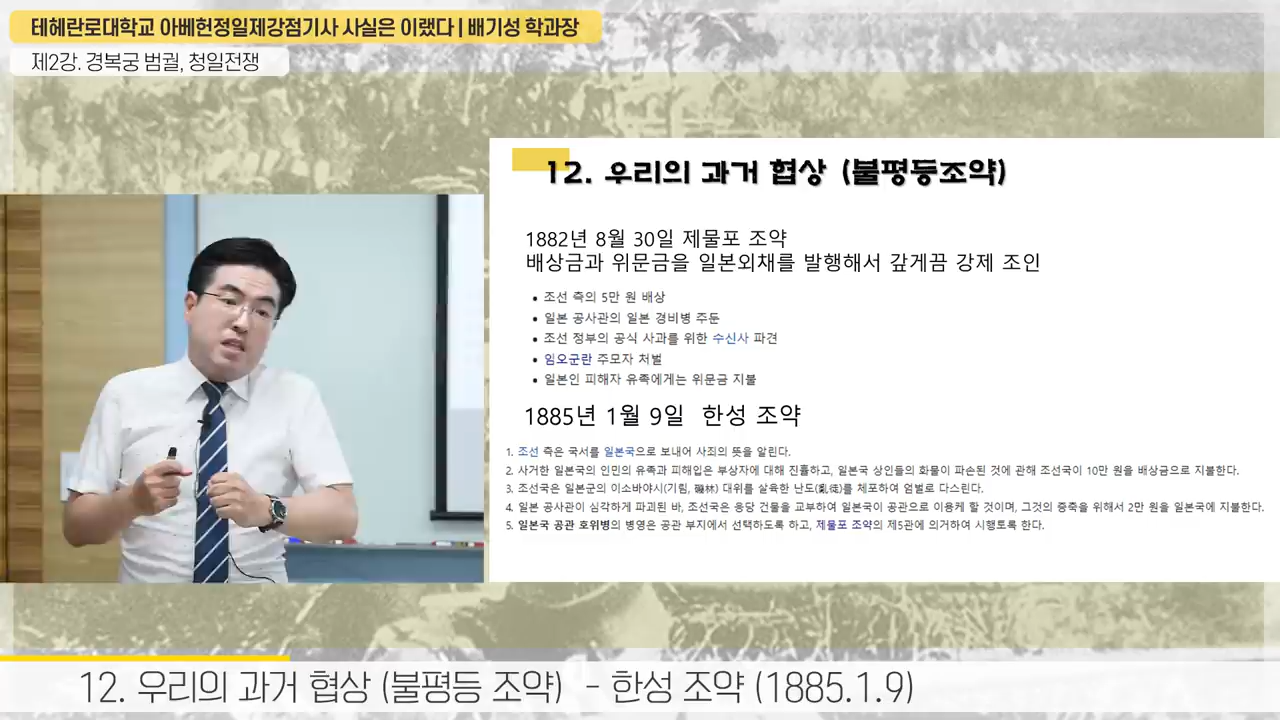 테헤란로대학교 아베헌정일제강점기사 사실은 이랬다 | 배기성 학과장
제2강. 경복궁 범궐, 청일전쟁
12. 우리의 과거 협상 (불평등조약)
1882년 8월 30일 제물포 조약
배상금과 위문금을 일본외채를 발행해서 갚게끔 강제 조인
• 조선 측의 5만 원 배상
• 일본 공사관의 일본 경비병 주둔
• 조선 정부의 공식 사과를 위한 수신사 파견
• 임오군란 주모자 처벌
• 일본인 피해자 유족에게는 위문금 지불
1885년 1월 9일 한성 조약
1. 조선 측은 국서를 일본국으로 보내어 사죄의 뜻을 알린다.
2. 사거한 일본국의 인민의 유족과 피해입은 부상자에 대해 진휼하고, 일본국 상인들의 화물이 파손된 것에 관해 조선국이 10만 원을 배상금으로 지불한다.
3. 조선국은 일본군의 이소바야시(기림, 磯林) 대위를 살육한 난도(亂徒)를 체포하여 엄벌로 다스린다.
4. 일본 공사관이 심각하게 파괴된 바, 조선국은 응당 건물을 교부하여 일본국이 공관으로 이용케 할 것이며, 그것의 증축을 위해서 2만 원을 일본국에 지불한다.
5. 일본국 공관 호위병의 병영은 공관 부지에서 선택하도록 하고, 제물포 조약의 제5관에 의거하여 시행토록 한다.
12. 우리의 과거 협상 (불평등 조약) - 한성 조약 (1885.1.9)